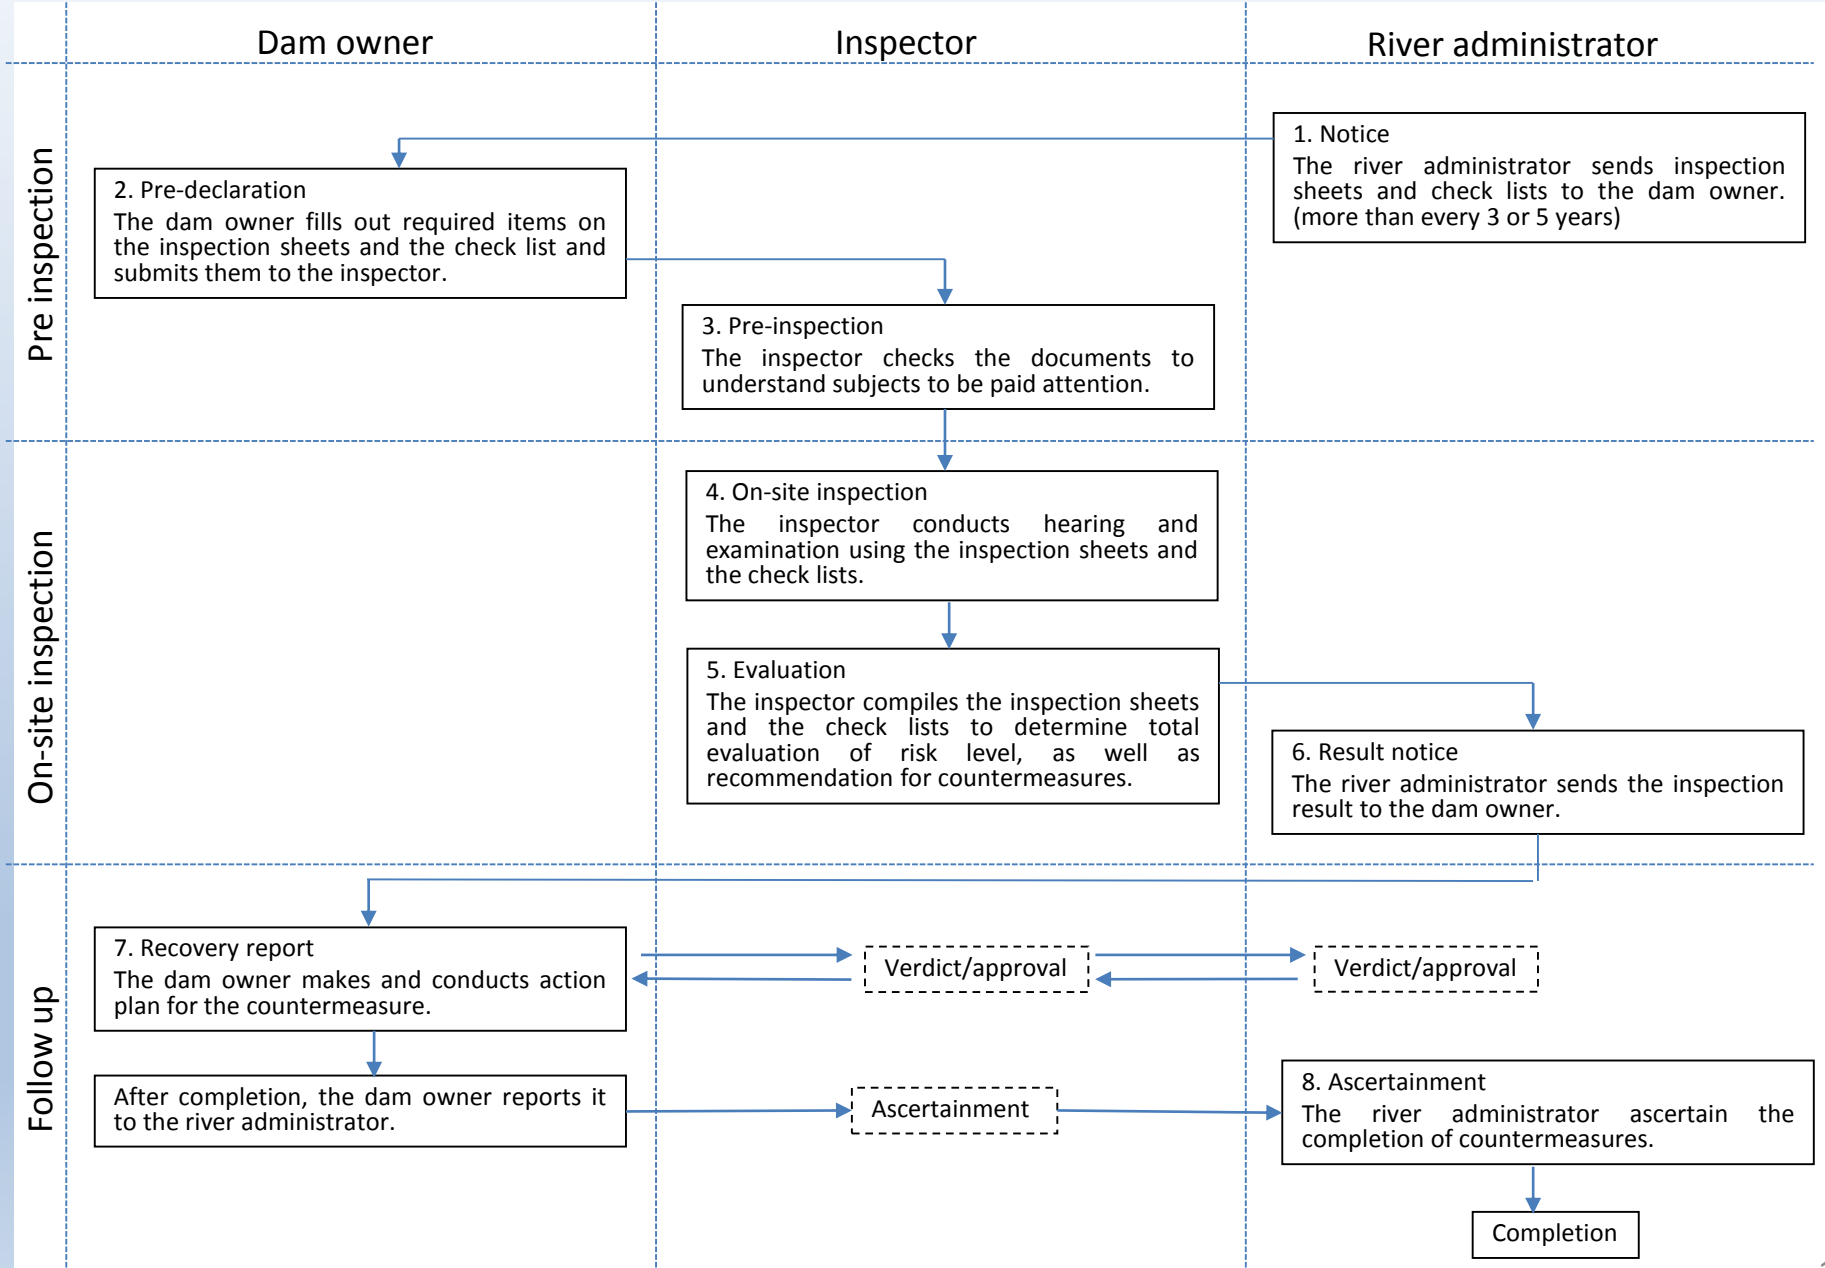 Dam owner
Inspector
River administrator
Pre inspection
1. Notice
The river administrator sends inspection
sheets and check lists to the dam owner.
(more than every 3 or 5 years)
2. Pre-declaration
The dam owner fills out required items on
the inspection sheets and the check list and
submits them to the inspector.
3. Pre-inspection
The inspector checks the documents to
understand subjects to be paid attention.
On-site inspection
4. On-site inspection
The inspector conducts hearing and
examination using the inspection sheets and
the check lists.
5. Evaluation
The inspector compiles the inspection sheets
and the check lists to determine total
evaluation of risk level, as well as
recommendation for countermeasures.
6. Result notice
The river administrator sends the inspection
result to the dam owner.
Follow up
7. Recovery report
The dam owner makes and conducts action
plan for the countermeasure.
Verdict/approval
Verdict/approval
After completion, the dam owner reports it
to the river administrator.
Ascertainment
8. Ascertainment
The river administrator ascertain the
completion of countermeasures.
Completion